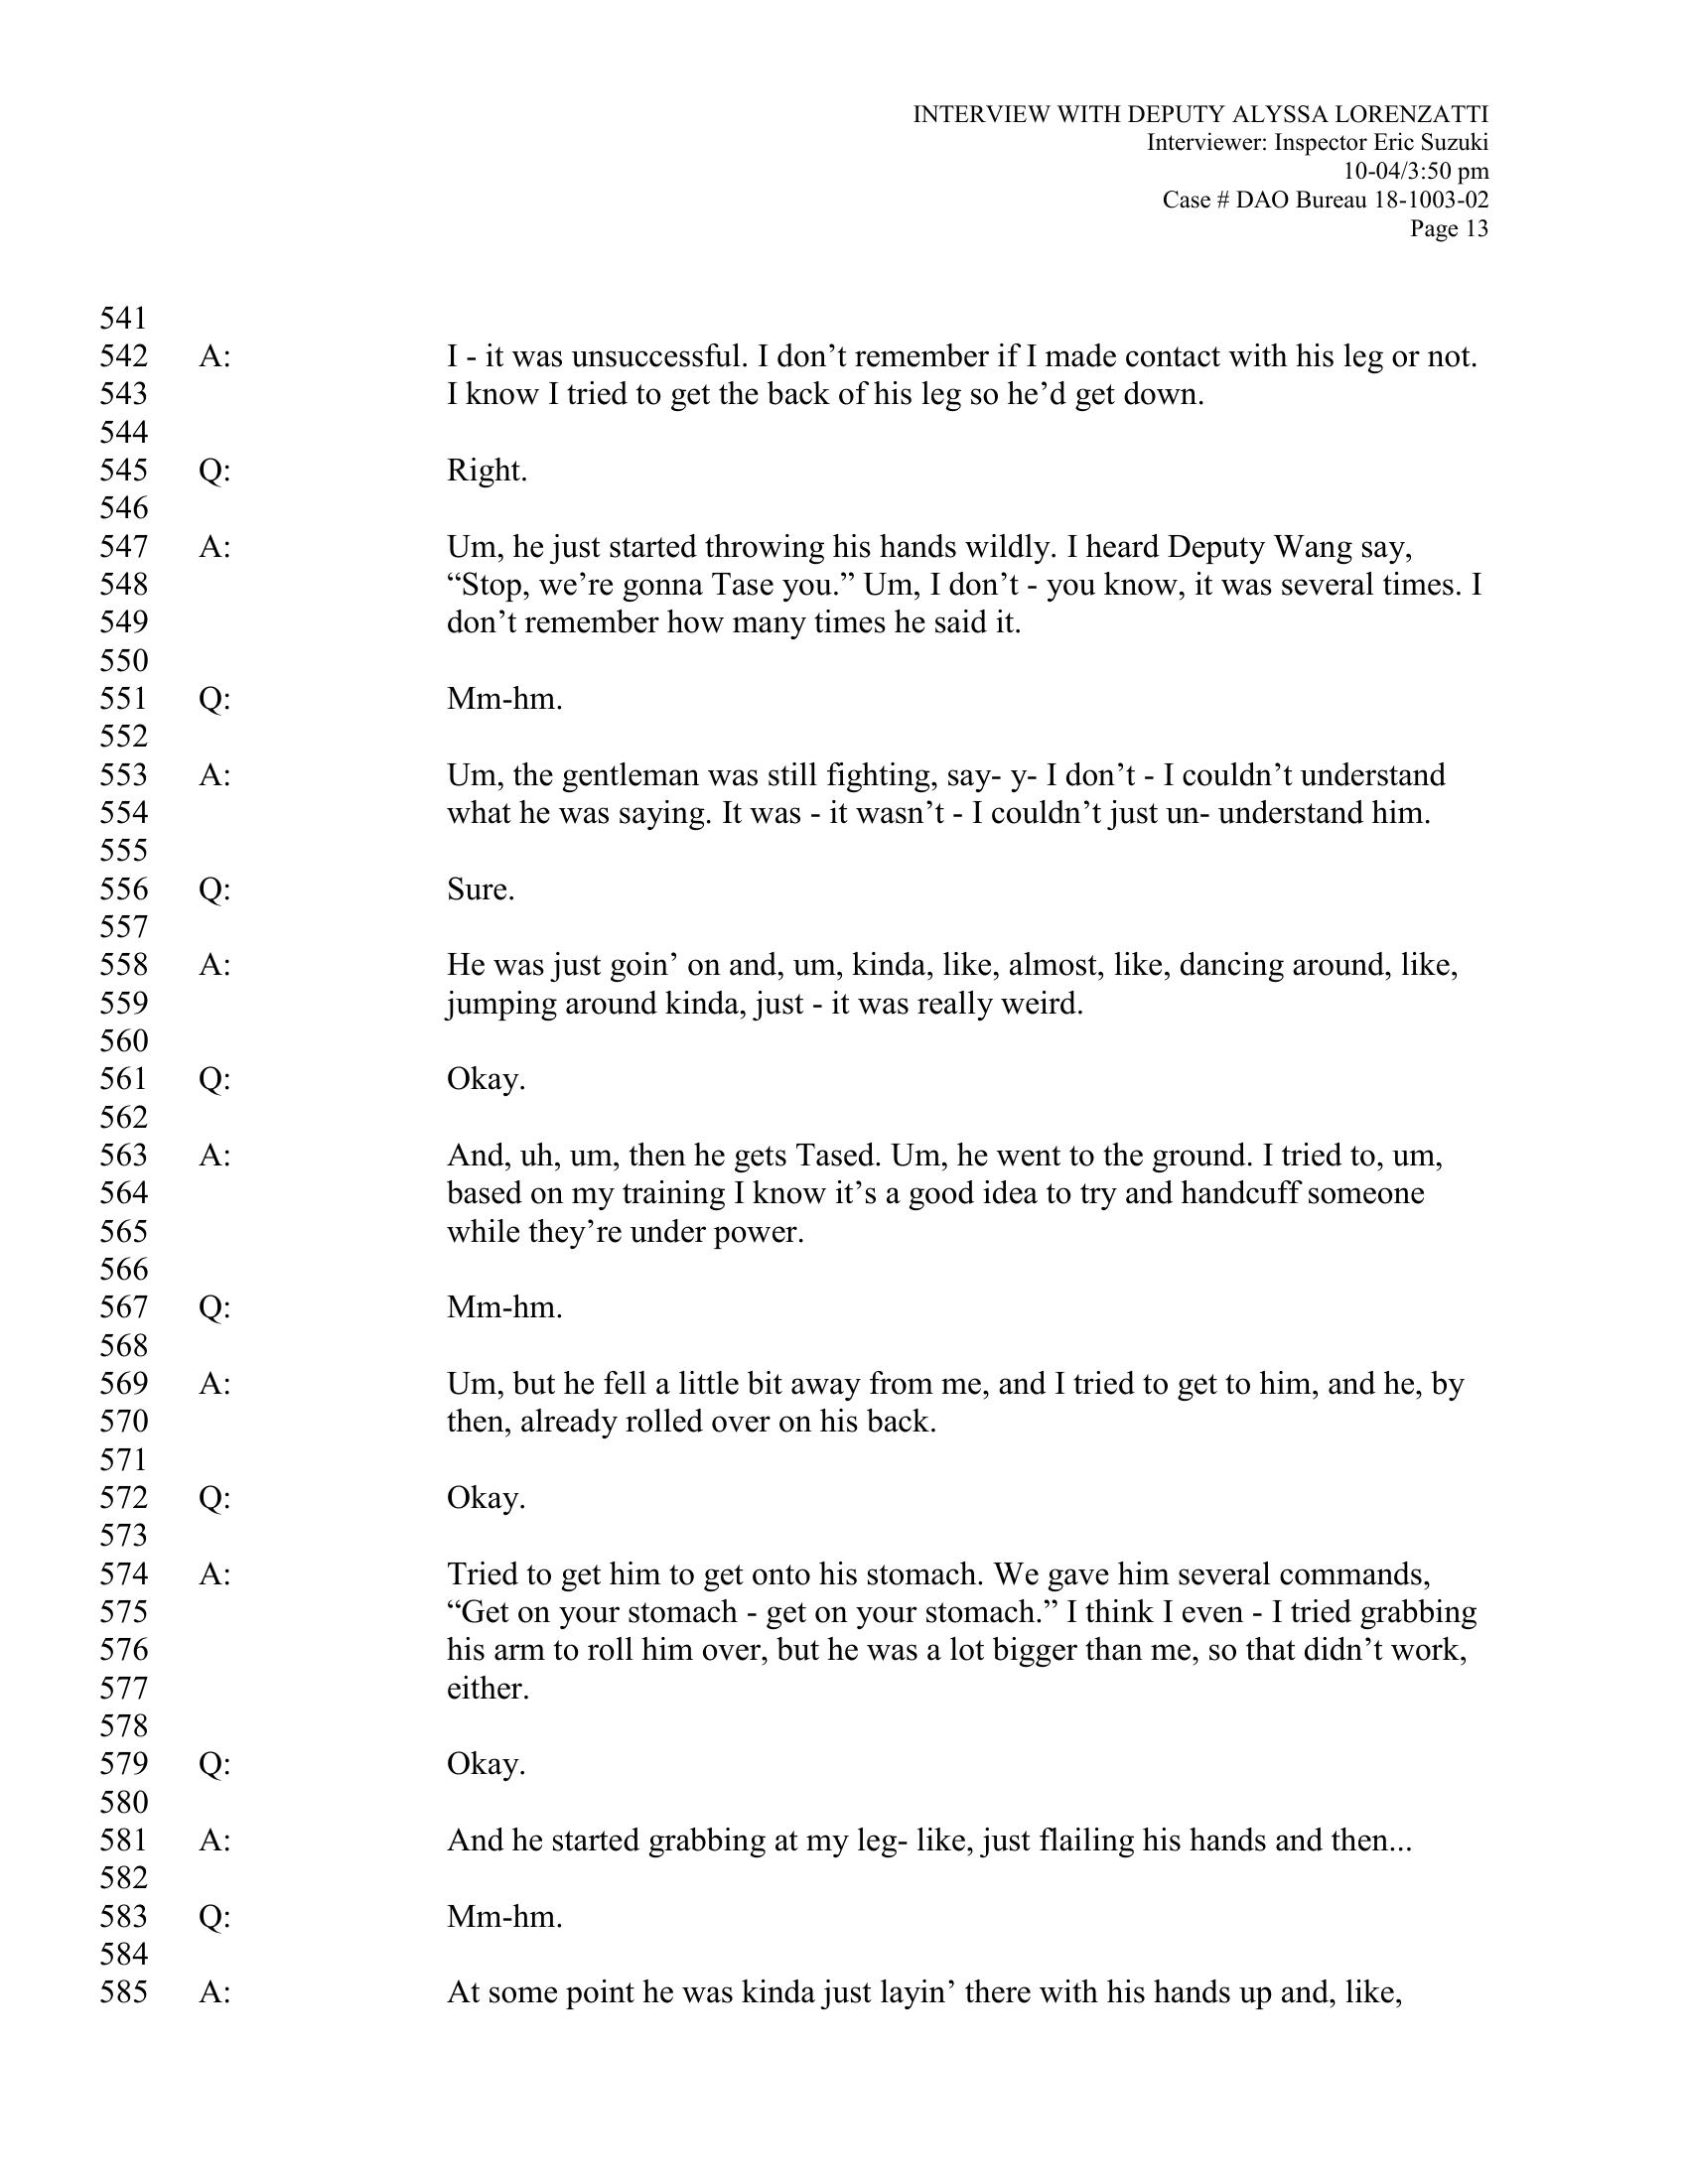 INTERVIEW WITH DEPUTY ALYSSA LORENZATTI
Interviewer: Inspector Eric Suzuki
10-04/3:50 pm
Case # DAO Bureau 18-1003-02
Page 13
541
542 A: I - it was unsuccessful. I don’t remember if I made contact with his leg or not.
543 I know I tried to get the back of his leg so he’d get down.
544
545 Q: Right.
546
547 A: Um, he just started throwing his hands wildly. I heard Deputy Wang say,
548 “Stop, we’re gonna Tase you.” Um, I don’t - you know, it was several times. I
549 don’t remember how many times he said it.
550
551 Q: Mm-hm.
552
553 A: Um, the gentleman was still fighting, say- y- I don’t - I couldn’t understand
554 what he was saying. It was - it wasn’t - I couldn’t just un- understand him.
555
556 Q: Sure.
557
558 A: He was just goin’ on and, um, kinda, like, almost, like, dancing around, like,
559 jumping around kinda, just - it was really weird.
560
561 Q: Okay.
562
563 A: And, uh, um, then he gets Tased. Um, he went to the ground. I tried to, um,
564 based on my training I know it’s a good idea to try and handcuff someone
565 while they’re under power.
566
567 Q: Mm-hm.
568
569 A: Um, but he fell a little bit away from me, and I tried to get to him, and he, by
570 then, already rolled over on his back.
571
572 Q: Okay.
573
574 A: Tried to get him to get onto his stomach. We gave him several commands,
575 “Get on your stomach - get on your stomach.” I think I even - I tried grabbing
576 his arm to roll him over, but he was a lot bigger than me, so that didn’t work,
577 either.
578
579 Q: Okay.
580
581 A: And he started grabbing at my leg- like, just flailing his hands and then...
582
583 Q: Mm-hm.
584
585 A: At some point he was kinda just layin’ there with his hands up and, like,